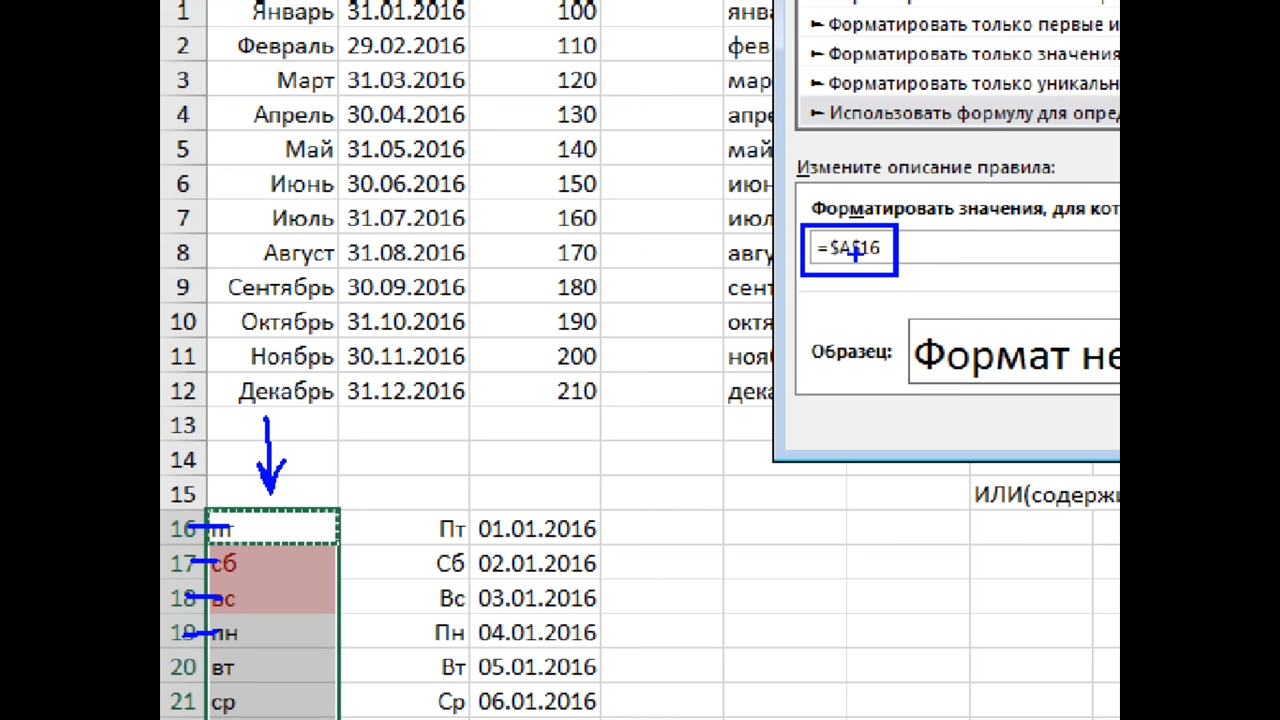 1 Январь 31.01.2016 100 янва
2 Февраль 29.02.2016 110 фев
3 Март 31.03.2016 120 мар
4 Апрель 30.04.2016 130 апре
5 Май 31.05.2016 140 май
6 Июнь 30.06.2016 150 июн
7 Июль 31.07.2016 160 июл
8 Август 31.08.2016 170 авгу
9 Сентябрь 30.09.2016 180 сент
10 Октябрь 31.10.2016 190 октя
11 Ноябрь 30.11.2016 200 нояб
12 Декабрь 31.12.2016 210 дека
13
14
15 ИЛИ(содержи
16 пт Пт 01.01.2016
17 сб Сб 02.01.2016
18 вс Вс 03.01.2016
19 пн Пн 04.01.2016
20 вт Вт 05.01.2016
21 ср Ср 06.01.2016
► Форматировать только первые и
► Форматировать только значения
► Форматировать только уникальн
► Использовать формулу для опред
Измените описание правила:
Форматировать значения, для кот
=$A$16
Образец:
Формат не